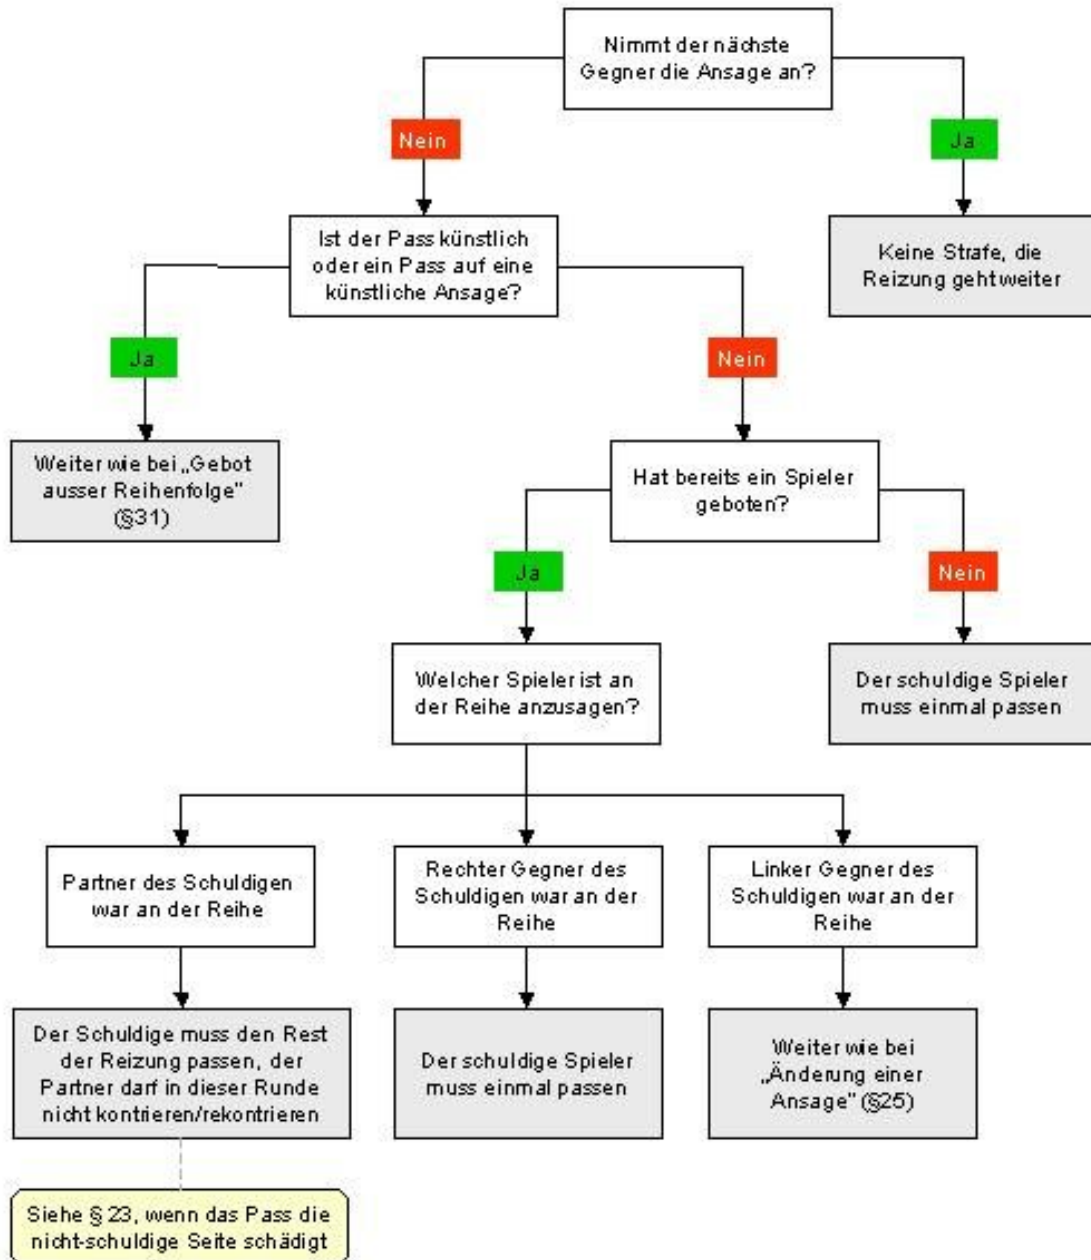 Nimmt der nächste
Gegner die Ansage an?
Nein
Ja
Ist der Pass künstlich
oder ein Pass auf eine
künstliche Ansage?
Keine Strafe, die
Reizung geht weiter
Ja
Nein
Weiter wie bei „Gebot
ausser Reihenfolge"
(§31)
Hat bereits ein Spieler
geboten?
Ja
Nein
Welcher Spieler ist an
der Reihe anzusagen?
Der schuldige Spieler
muss einmal passen
Partner des Schuldigen
war an der Reihe
Rechter Gegner des
Schuldigen war an der
Reihe
Linker Gegner des
Schuldigen war an der
Reihe
Der Schuldige muss den Rest
der Reizung passen, der
Partner darf in dieser Runde
nicht kontrieren/rekontrieren
Der schuldige Spieler
muss einmal passen
Weiter wie bei
„Änderung einer
Ansage" (§25)
Siehe § 23, wenn das Pass die
nicht-schuldige Seite schädigt